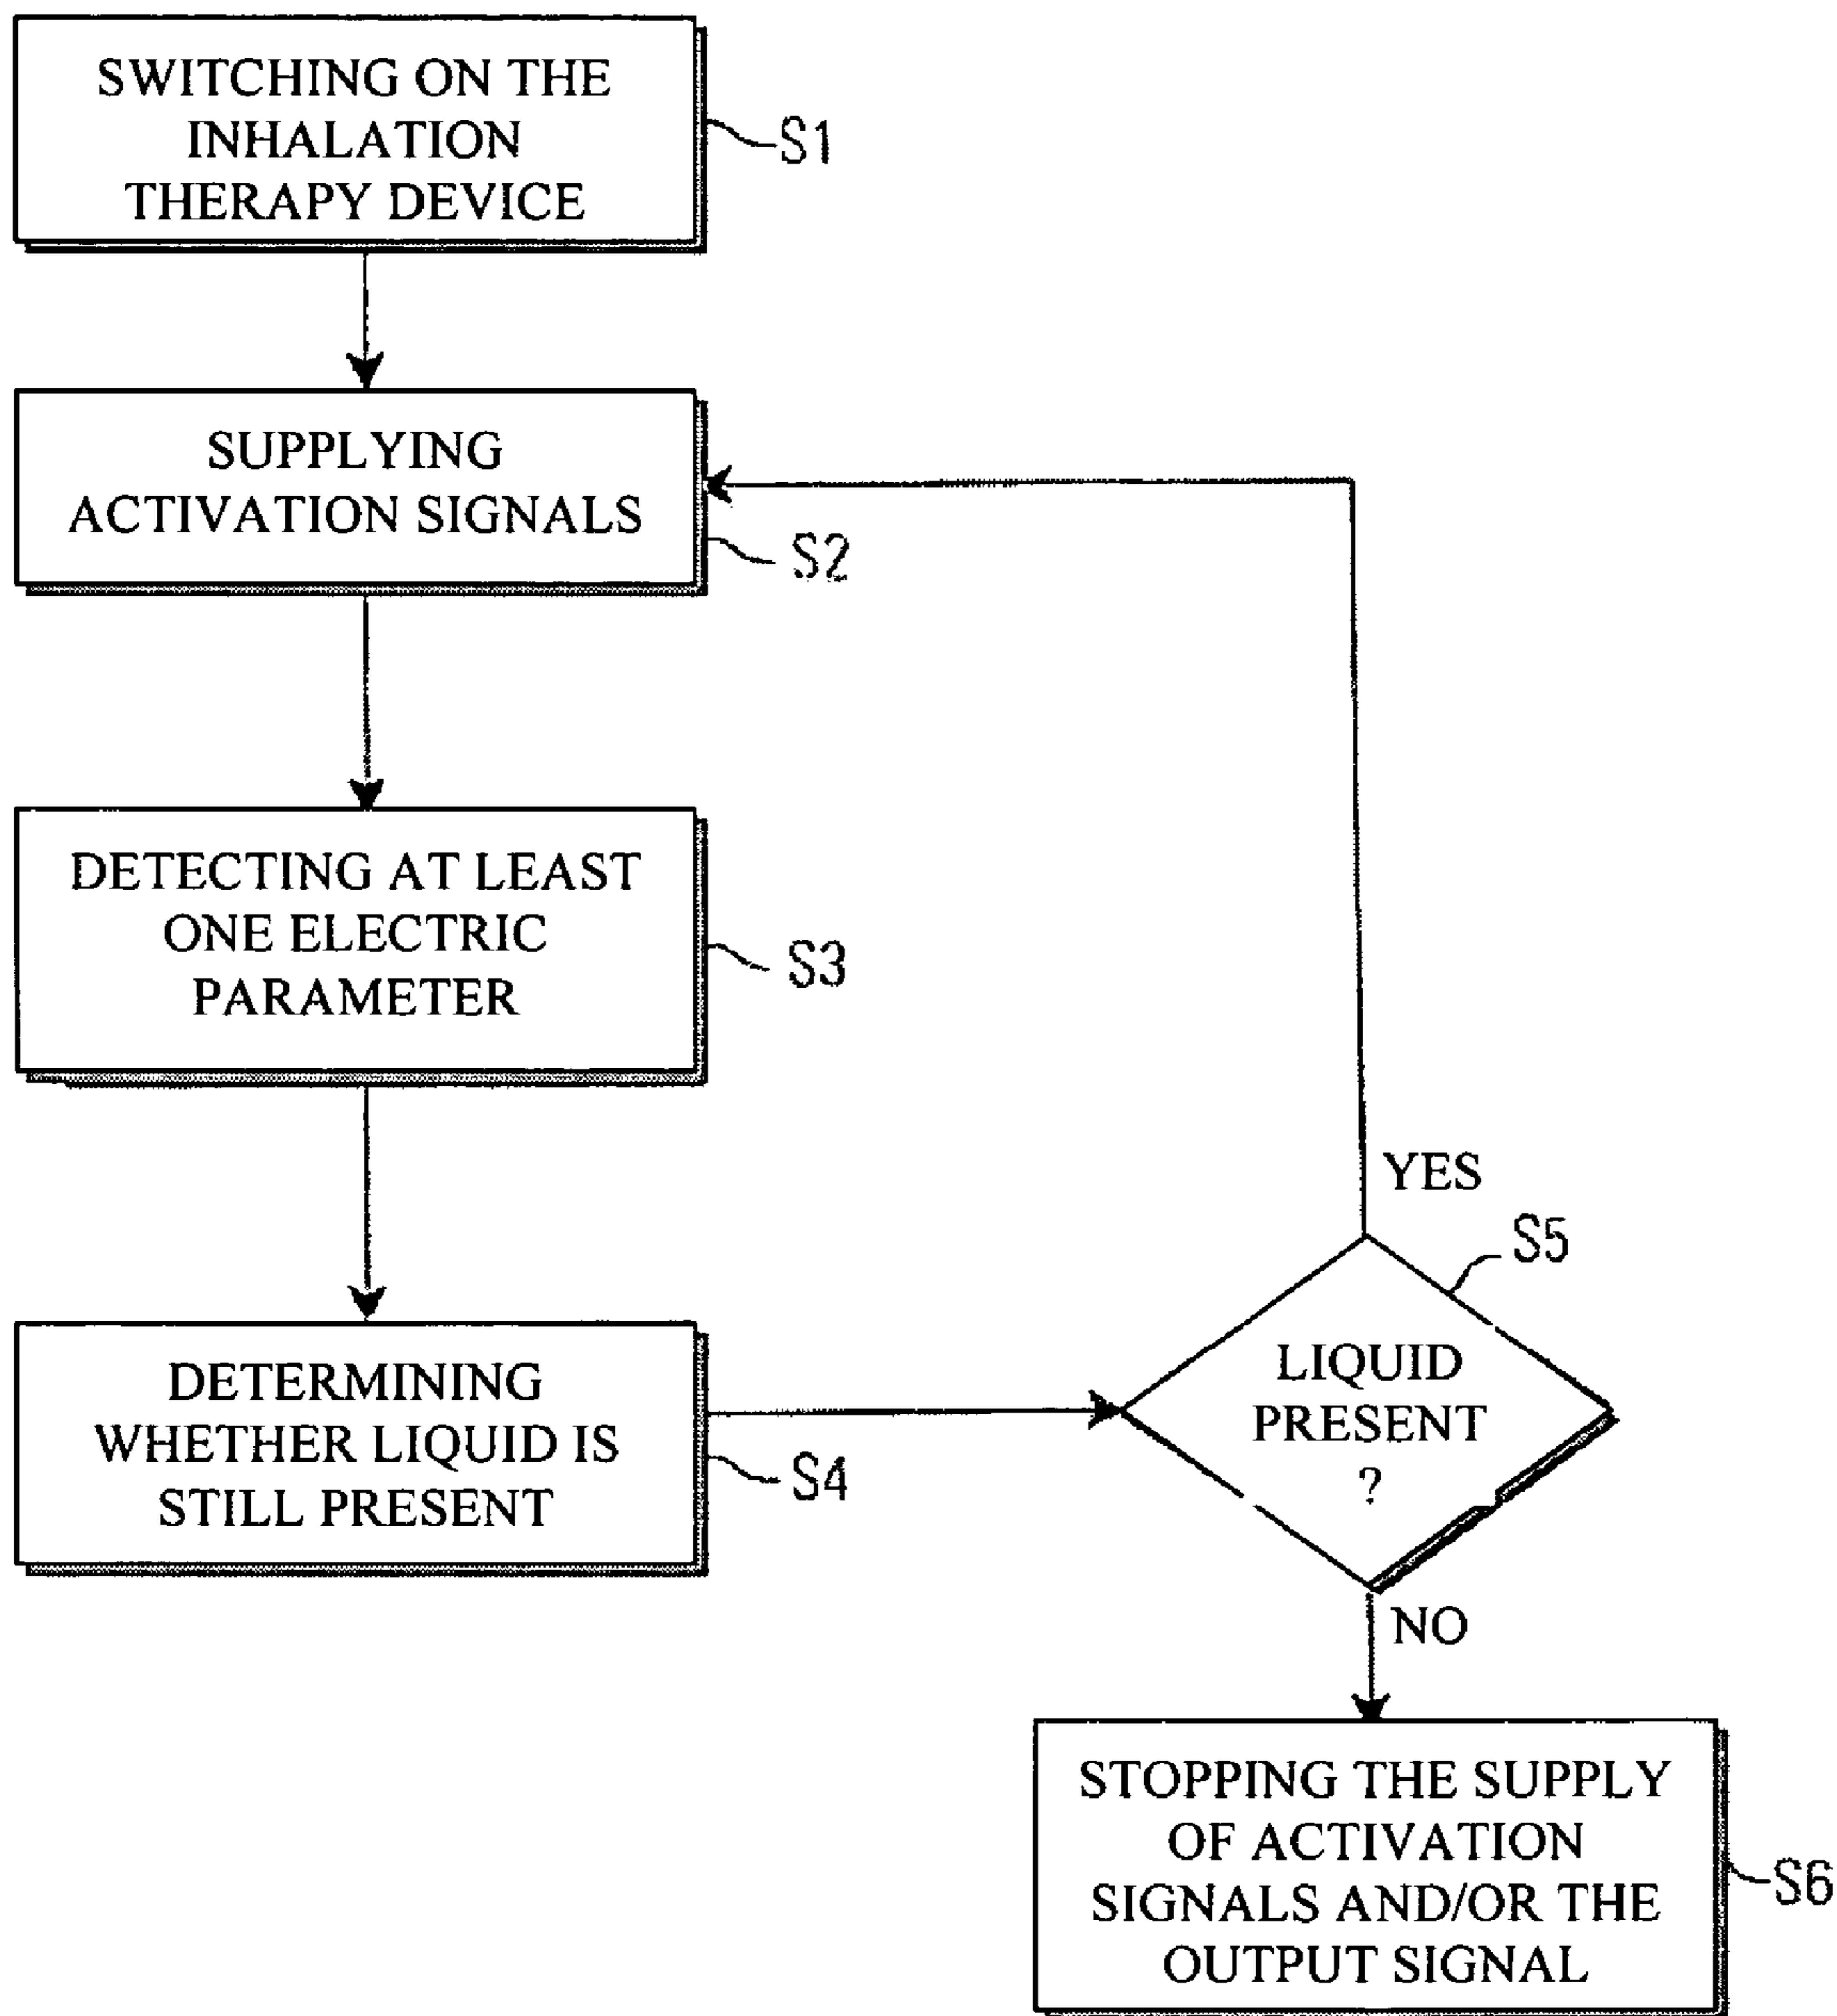 SWITCHING ON THE
INHALATION
THERAPY DEVICE
S1
SUPPLYING
ACTIVATION SIGNALS
S2
DETECTING AT LEAST
ONE ELECTRIC
PARAMETER
S3
DETERMINING
WHETHER LIQUID IS
STILL PRESENT
S4
YES
S5
LIQUID
PRESENT
?
NO
STOPPING THE SUPPLY
OF ACTIVATION
SIGNALS AND/OR THE
OUTPUT SIGNAL
S6